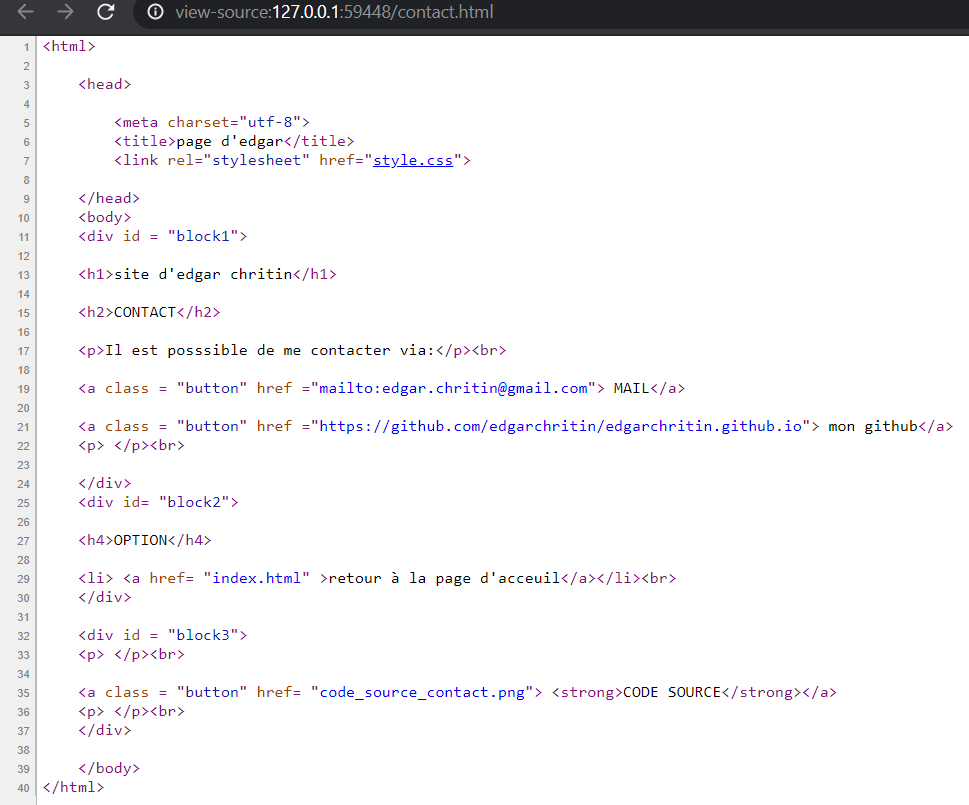 view-source:127.0.0.1:59448/contact.html
1 <html>
2
3 <head>
4
5 <meta charset="utf-8">
6 <title>page d'edgar</title>
7 <link rel="stylesheet" href="style.css">
8
9 </head>
10 <body>
11 <div id = "block1">
12
13 <h1>site d'edgar chritin</h1>
14
15 <h2>CONTACT</h2>
16
17 <p>Il est posssible de me contacter via:</p><br>
18
19 <a class = "button" href ="mailto:edgar.chritin@gmail.com"> MAIL</a>
20
21 <a class = "button" href ="https://github.com/edgarchritin/edgarchritin.github.io"> mon github</a>
22 <p> </p><br>
23
24 </div>
25 <div id= "block2">
26
27 <h4>OPTION</h4>
28
29 <li> <a href= "index.html" >retour à la page d'acceuil</a></li><br>
30 </div>
31
32 <div id = "block3">
33 <p> </p><br>
34
35 <a class = "button" href= "code_source_contact.png"> <strong>CODE SOURCE</strong></a>
36 <p> </p><br>
37 </div>
38
39 </body>
40 </html>